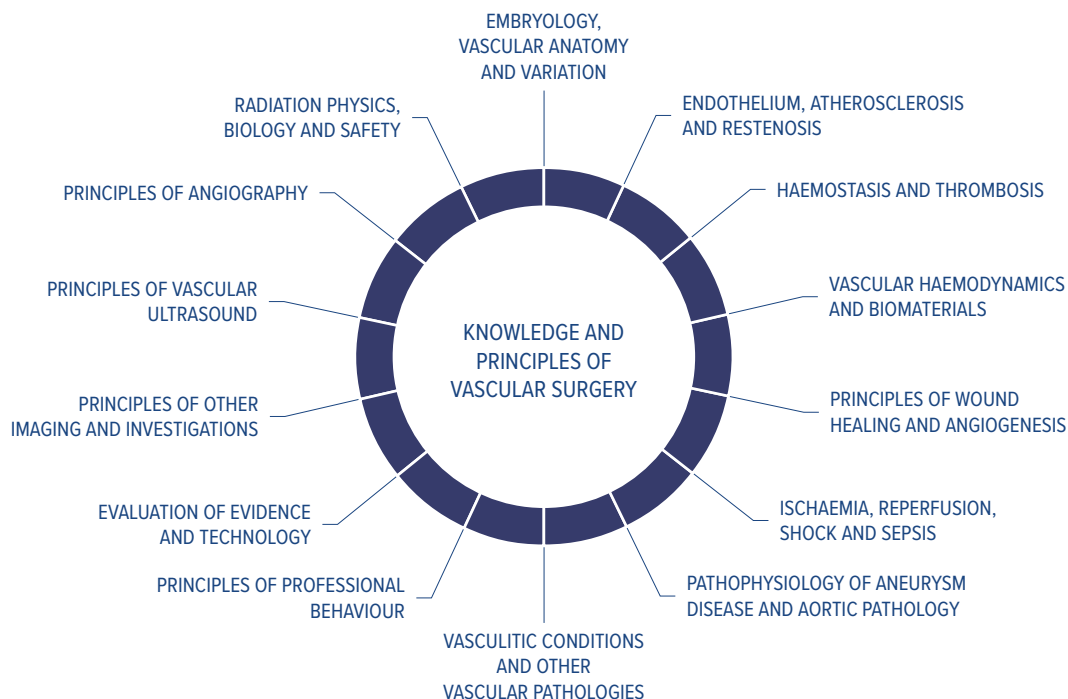 EMBRYOLOGY,
VASCULAR ANATOMY
AND VARIATION
ENDOTHELIUM, ATHEROSCLEROSIS
AND RESTENOSIS
HAEMOSTASIS AND THROMBOSIS
VASCULAR HAEMODYNAMICS
AND BIOMATERIALS
PRINCIPLES OF WOUND
HEALING AND ANGIOGENESIS
ISCHAEMIA, REPERFUSION,
SHOCK AND SEPSIS
PATHOPHYSIOLOGY OF ANEURYSM
DISEASE AND AORTIC PATHOLOGY
VASCULITIC CONDITIONS
AND OTHER
VASCULAR PATHOLOGIES
PRINCIPLES OF PROFESSIONAL
BEHAVIOUR
EVALUATION OF EVIDENCE
AND TECHNOLOGY
PRINCIPLES OF OTHER
IMAGING AND INVESTIGATIONS
PRINCIPLES OF VASCULAR
ULTRASOUND
PRINCIPLES OF ANGIOGRAPHY
RADIATION PHYSICS,
BIOLOGY AND SAFETY
KNOWLEDGE AND
PRINCIPLES OF
VASCULAR SURGERY